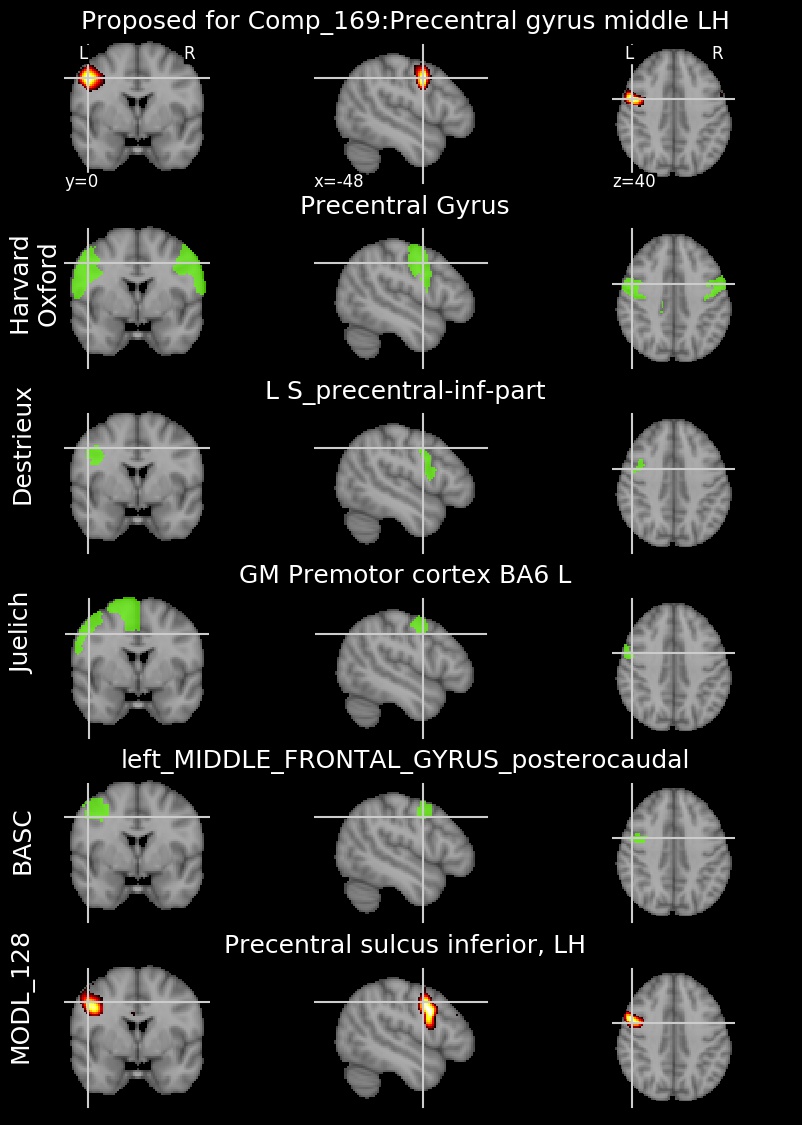 Proposed for Comp_169:Precentral gyrus middle LH
L R
L R
y=0 x=-48 z=40
Precentral Gyrus
Harvard
Oxford
L S_precentral-inf-part
Destrieux
GM Premotor cortex BA6 L
Juelich
left_MIDDLE_FRONTAL_GYRUS_posterocaudal
BASC
Precentral sulcus inferior, LH
MODL_128